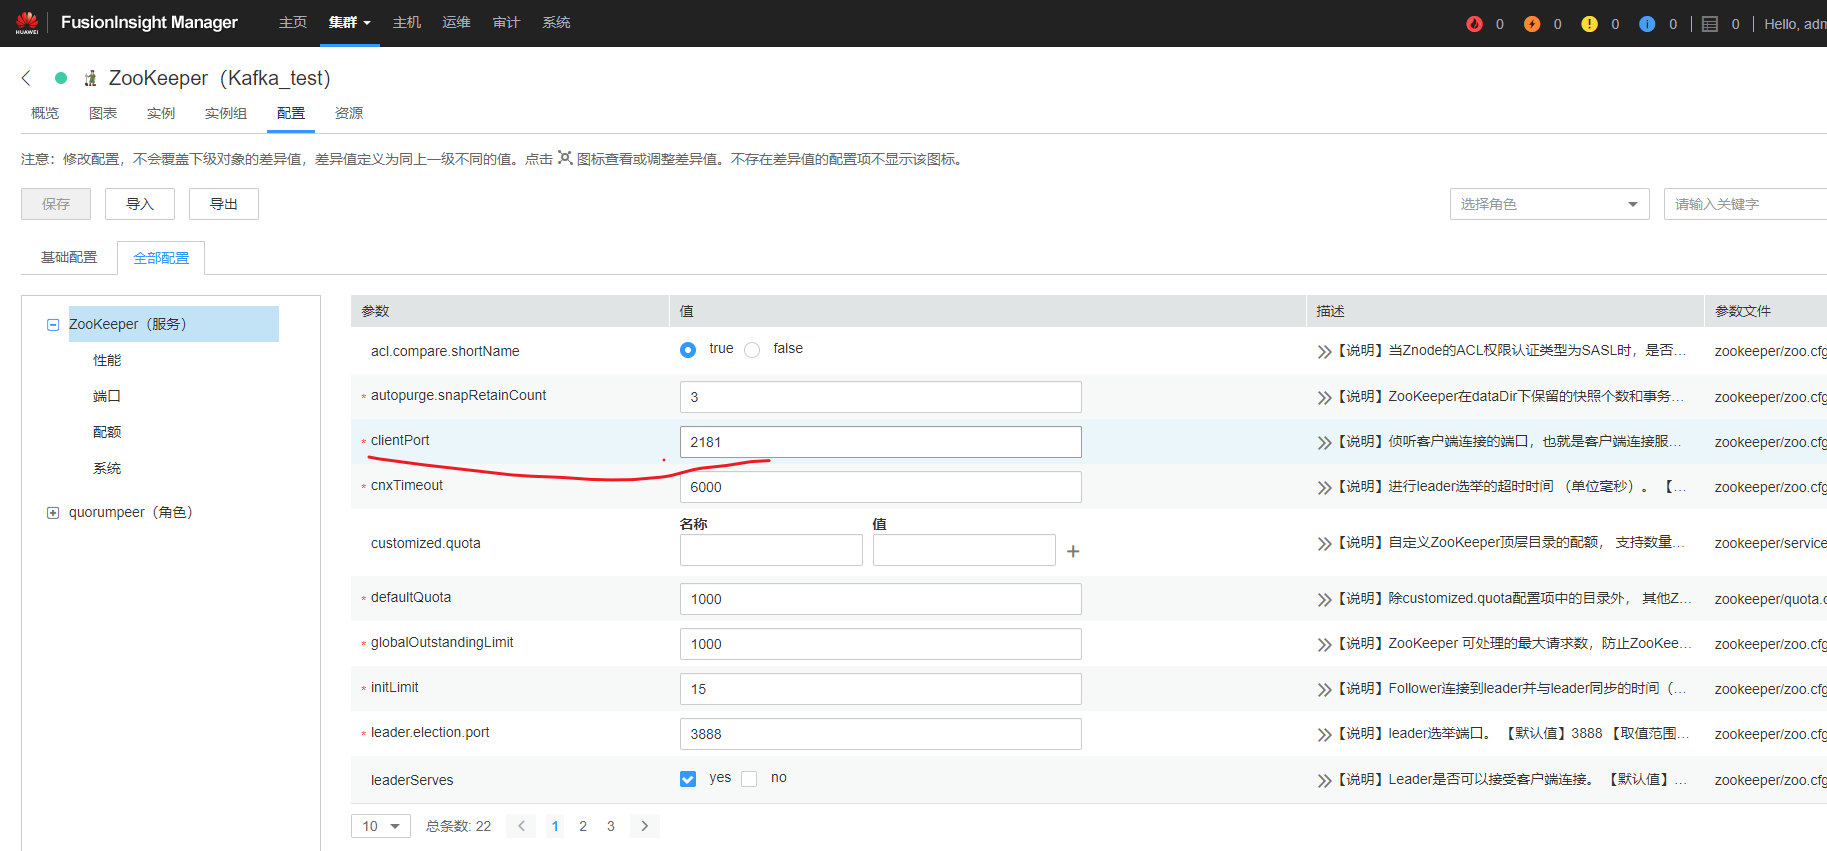 HUAWEI FusionInsight Manager 主页 集群 主机 运维 审计 系统 0 0 0 0 0 Hello, adm
ZooKeeper（Kafka_test）
概览 图表 实例 实例组 配置 资源
注意：修改配置，不会覆盖下级对象的差异值，差异值定义为同上一级不同的值。点击 图标查看或调整差异值。不存在差异值的配置项不显示该图标。
保存 导入 导出 选择角色 请输入关键字
基础配置 全部配置
ZooKeeper（服务）
性能
端口
配额
系统
quorumpeer（角色）
参数 值 描述 参数文件
acl.compare.shortName true false 【说明】当Znode的ACL权限认证类型为SASL时，是否... zookeeper/zoo.cfg
* autopurge.snapRetainCount 3 【说明】ZooKeeper在dataDir下保留的快照个数和事务... zookeeper/zoo.cfg
* clientPort 2181 【说明】侦听客户端连接的端口，也就是客户端连接服... zookeeper/zoo.cfg
* cnxTimeout 6000 【说明】进行leader选举的超时时间 （单位毫秒）。 【... zookeeper/zoo.cfg
名称 值
customized.quota + 【说明】自定义ZooKeeper顶层目录的配额， 支持数量... zookeeper/service
* defaultQuota 1000 【说明】除customized.quota配置项中的目录外， 其他Z... zookeeper/quota.c
* globalOutstandingLimit 1000 【说明】ZooKeeper 可处理的最大请求数，防止ZooKee... zookeeper/zoo.cfg
* initLimit 15 【说明】Follower连接到leader并与leader同步的时间（... zookeeper/zoo.cfg
* leader.election.port 3888 【说明】leader选举端口。 【默认值】3888 【取值范围... zookeeper/zoo.cfg
leaderServes yes no 【说明】Leader是否可以接受客户端连接。 【默认值】... zookeeper/zoo.cfg
10 总条数: 22 1 2 3